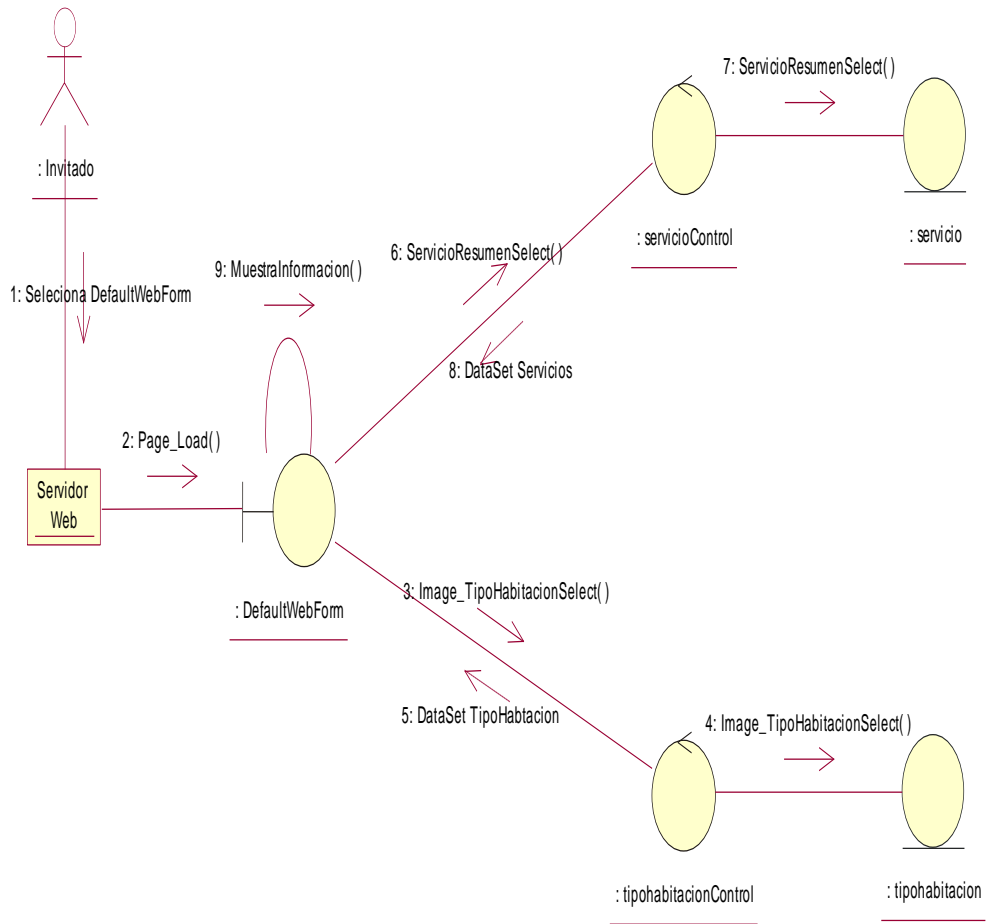 7: ServicioResumenSelect( )
: Invitado
: servicioControl
: servicio
6: ServicioResumenSelect( )
9: MuestraInformacion( )
1: Seleciona DefaultWebForm
8: DataSet Servicios
2: Page_Load( )
Servidor
Web
3: Image_TipoHabitacionSelect( )
: DefaultWebForm
5: DataSet TipoHabtacion
4: Image_TipoHabitacionSelect( )
: tipohabitacionControl
: tipohabitacion